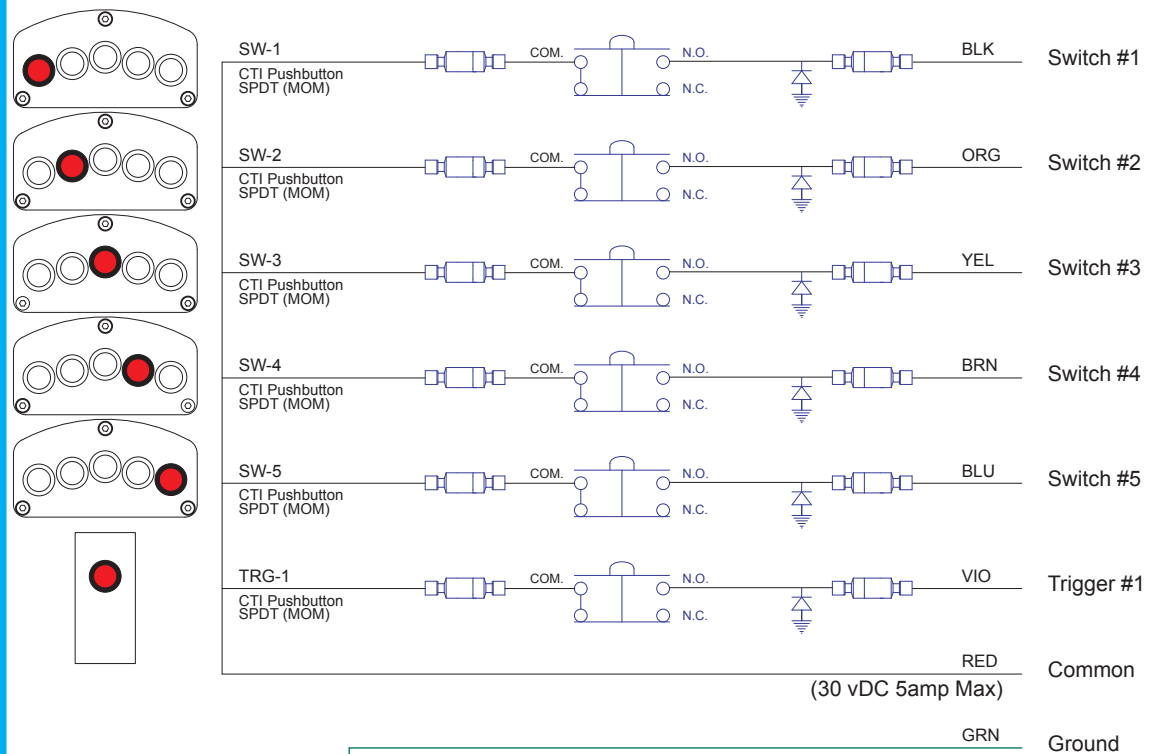 SW-1 COM. N.O. BLK Switch #1
CTI Pushbutton N.C.
SPDT (MOM)
SW-2 COM. N.O. ORG Switch #2
CTI Pushbutton N.C.
SPDT (MOM)
SW-3 COM. N.O. YEL Switch #3
CTI Pushbutton N.C.
SPDT (MOM)
SW-4 COM. N.O. BRN Switch #4
CTI Pushbutton N.C.
SPDT (MOM)
SW-5 COM. N.O. BLU Switch #5
CTI Pushbutton N.C.
SPDT (MOM)
TRG-1 COM. N.O. VIO Trigger #1
CTI Pushbutton N.C.
SPDT (MOM)
RED Common
(30 vDC 5amp Max)
GRN Ground